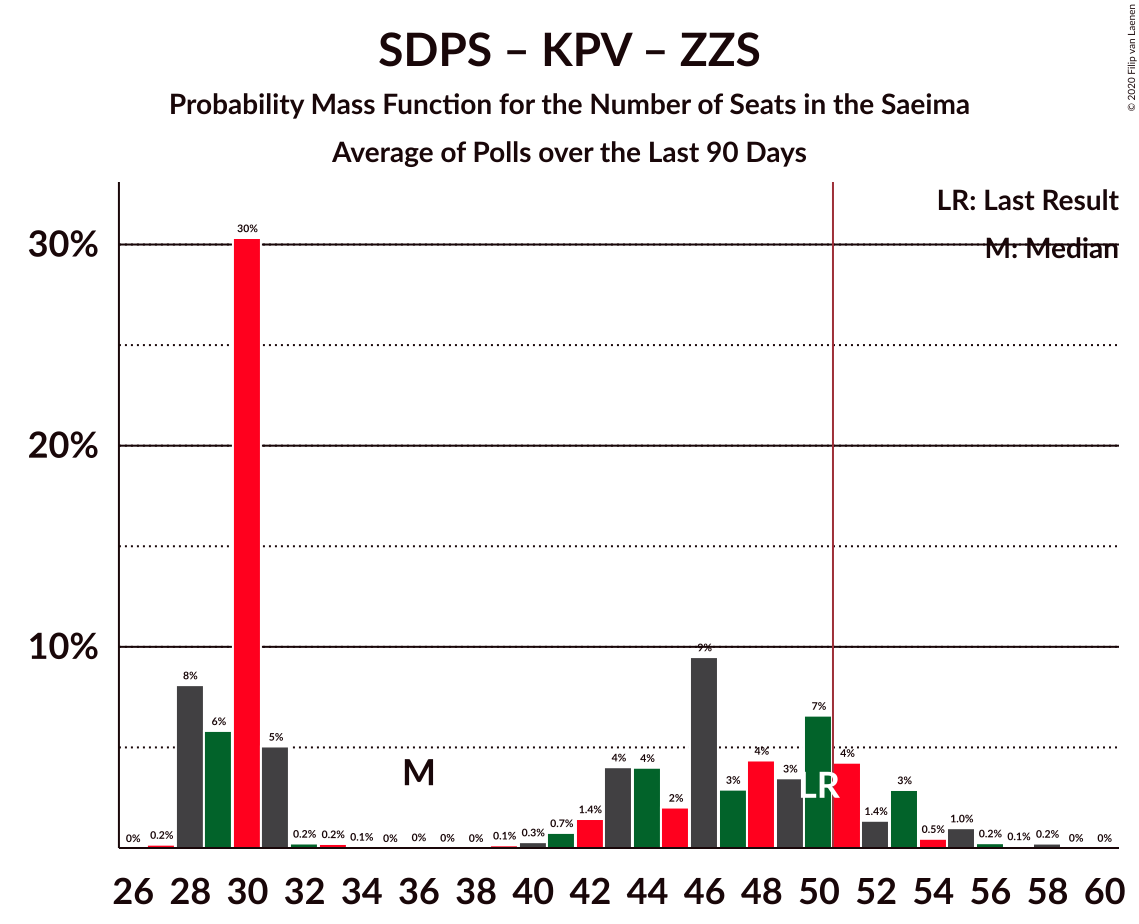 SDPS – KPV – ZZS
Probability Mass Function for the Number of Seats in the Saeima
Average of Polls over the Last 90 Days
© 2020 Filip van Laenen
LR: Last Result
M: Median
30%
20%
10%
0% 0.2% 8% 6% 30% 5% 0.2% 0.2% 0.1% 0% 0% 0% 0% 0.1% 0.3% 0.7% 1.4% 4% 4% 2% 9% 3% 4% 3% 7% 4% 1.4% 3% 0.5% 1.0% 0.2% 0.1% 0.2% 0% 0%
M
LR
26 28 30 32 34 36 38 40 42 44 46 48 50 52 54 56 58 60